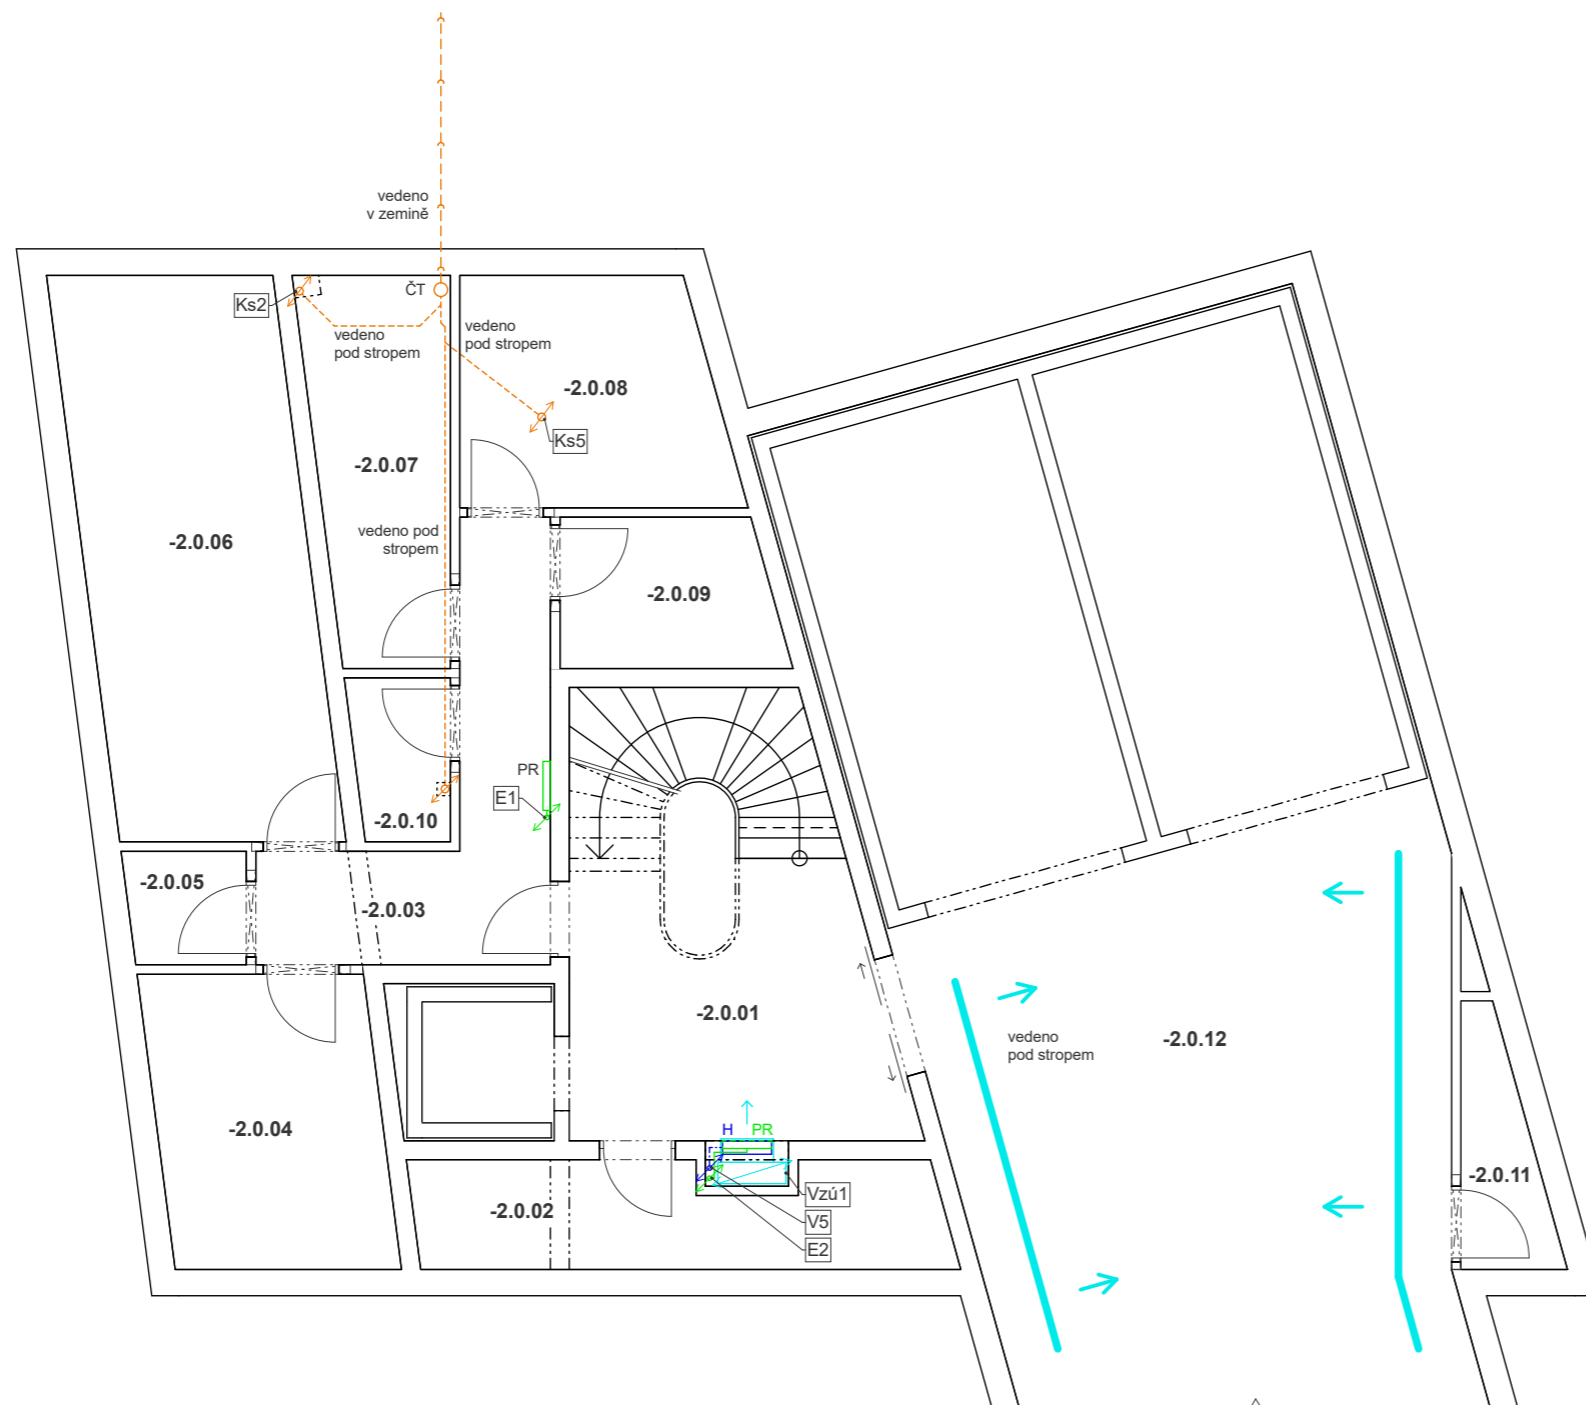 vedeno
v zemině
Ks2
ČT
vedeno
pod stropem
vedeno
pod stropem
-2.0.08
Ks5
-2.0.07
vedeno pod
stropem
-2.0.06
-2.0.09
PR
E1
-2.0.10
-2.0.05
-2.0.03
-2.0.01
vedeno
pod stropem
-2.0.12
-2.0.04
H
PR
-2.0.11
Vzú1
-2.0.02
V5
E2